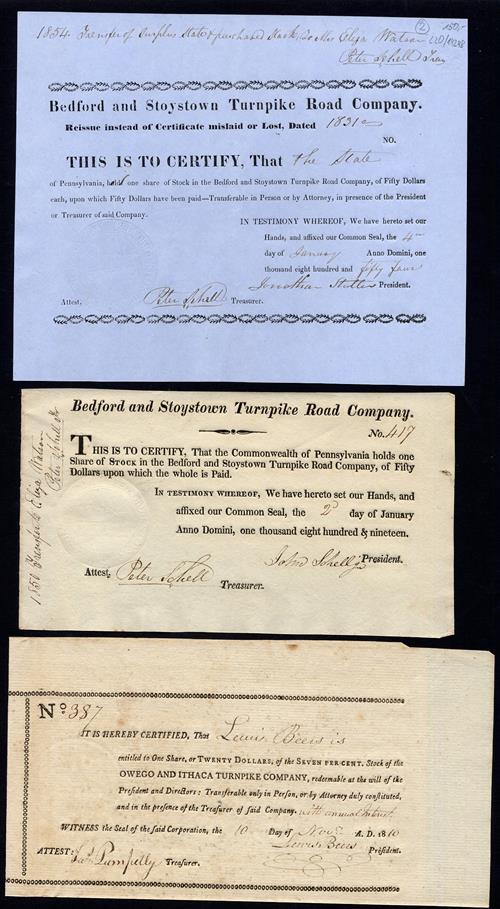 1854. Transfer of Surplus State purchased Stock, to Mrs Eliza Watson
2
150,-
Peter Schell Treas
Bedford and Stoystown Turnpike Road Company.
Reissue instead of Certificate mislaid or Lost, Dated 1831
NO.
THIS IS TO CERTIFY, That the State
of Pennsylvania, hold one share of Stock in the Bedford and Stoystown Turnpike Road Company, of Fifty Dollars
each, upon which Fifty Dollars have been paid—Transferable in Person or by Attorney, in presence of the President
or Treasurer of said Company.
IN TESTIMONY WHEREOF, We have hereto set our
Hands, and affixed our Common Seal, the 4th
day of January Anno Domini, one
thousand eight hundred and fifty four
Jonathan President.
Attest. Peter Schell Treasurer.
Bedford and Stoystown Turnpike Road Company.
No. 417
THIS IS TO CERTIFY, That the Commonwealth of Pennsylvania holds one
Share of STOCK in the Bedford and Stoystown Turnpike Road Company, of Fifty
Dollars upon which the whole is Paid.
IN TESTIMONY WHEREOF, We have hereto set our Hands, and
affixed our Common Seal, the 2d day of January
Anno Domini, one thousand eight hundred & nineteen.
John Schell jr President.
Attest. Peter Schell Treasurer.
Transfer to Eliza Watson
Peter Schell
No. 387
IT IS HEREBY CERTIFIED, That Lewis Beers is
entitled to One Share, or TWENTY DOLLARS, of the SEVEN PER CENT. Stock of the
OWEGO AND ITHACA TURNPIKE COMPANY, redeemable at the will of the
President and Directors: Transferable only in Person, or by Attorney duly constituted,
and in the presence of the Treasurer of said Company. with annual Interest
WITNESS the Seal of the said Corporation, the 10 Day of Novr A. D. 1810
Lewis Beers President.
ATTEST: Jas. Pumpelly Treasurer.